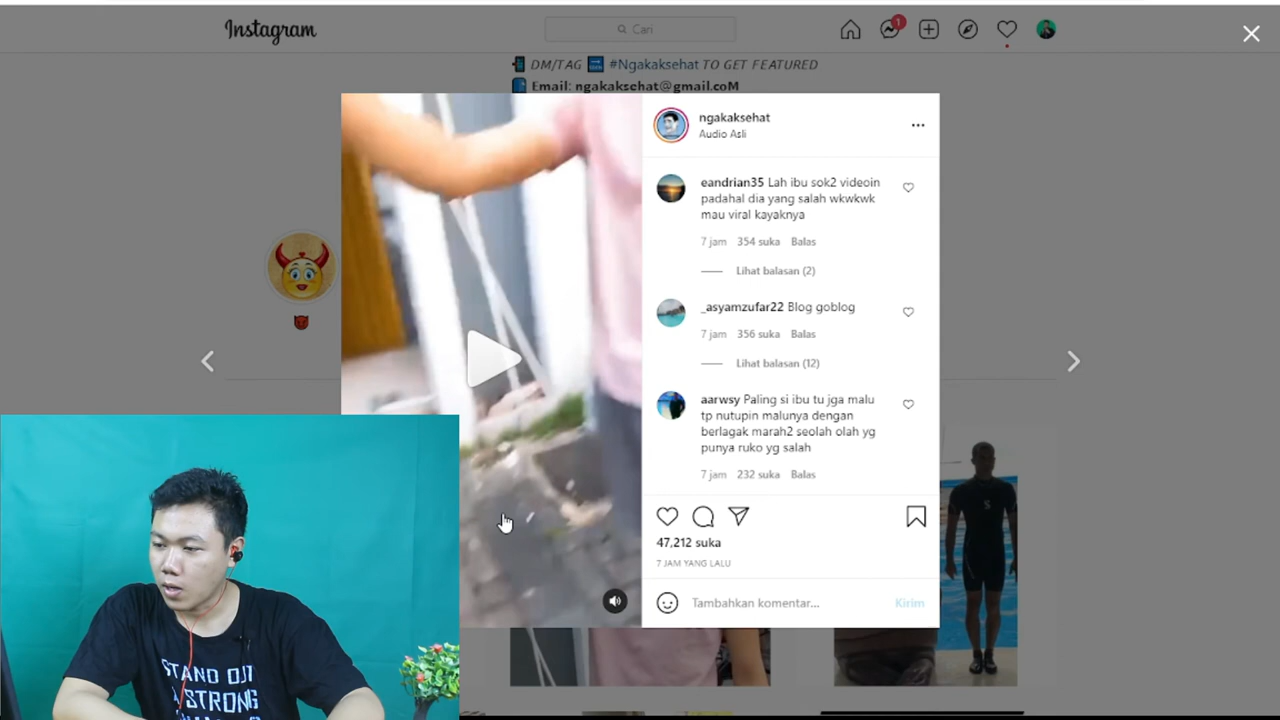 Instagram
Cari
1
DM/TAG #Ngakaksehat TO GET FEATURED
Email: ngakaksehat@gmail.coM
ngakaksehat
Audio Asli
eandrian35 Lah ibu sok2 videoin
padahal dia yang salah wkwkwk
mau viral kayaknya
7 jam 354 suka Balas
Lihat balasan (2)
_asyamzufar22 Blog goblog
7 jam 356 suka Balas
Lihat balasan (12)
aarwsy Paling si ibu tu jga malu
tp nutupin malunya dengan
berlagak marah2 seolah olah yg
punya ruko yg salah
7 jam 232 suka Balas
47,212 suka
7 JAM YANG LALU
Tambahkan komentar... Kirim
STAND OUT
A STRONG